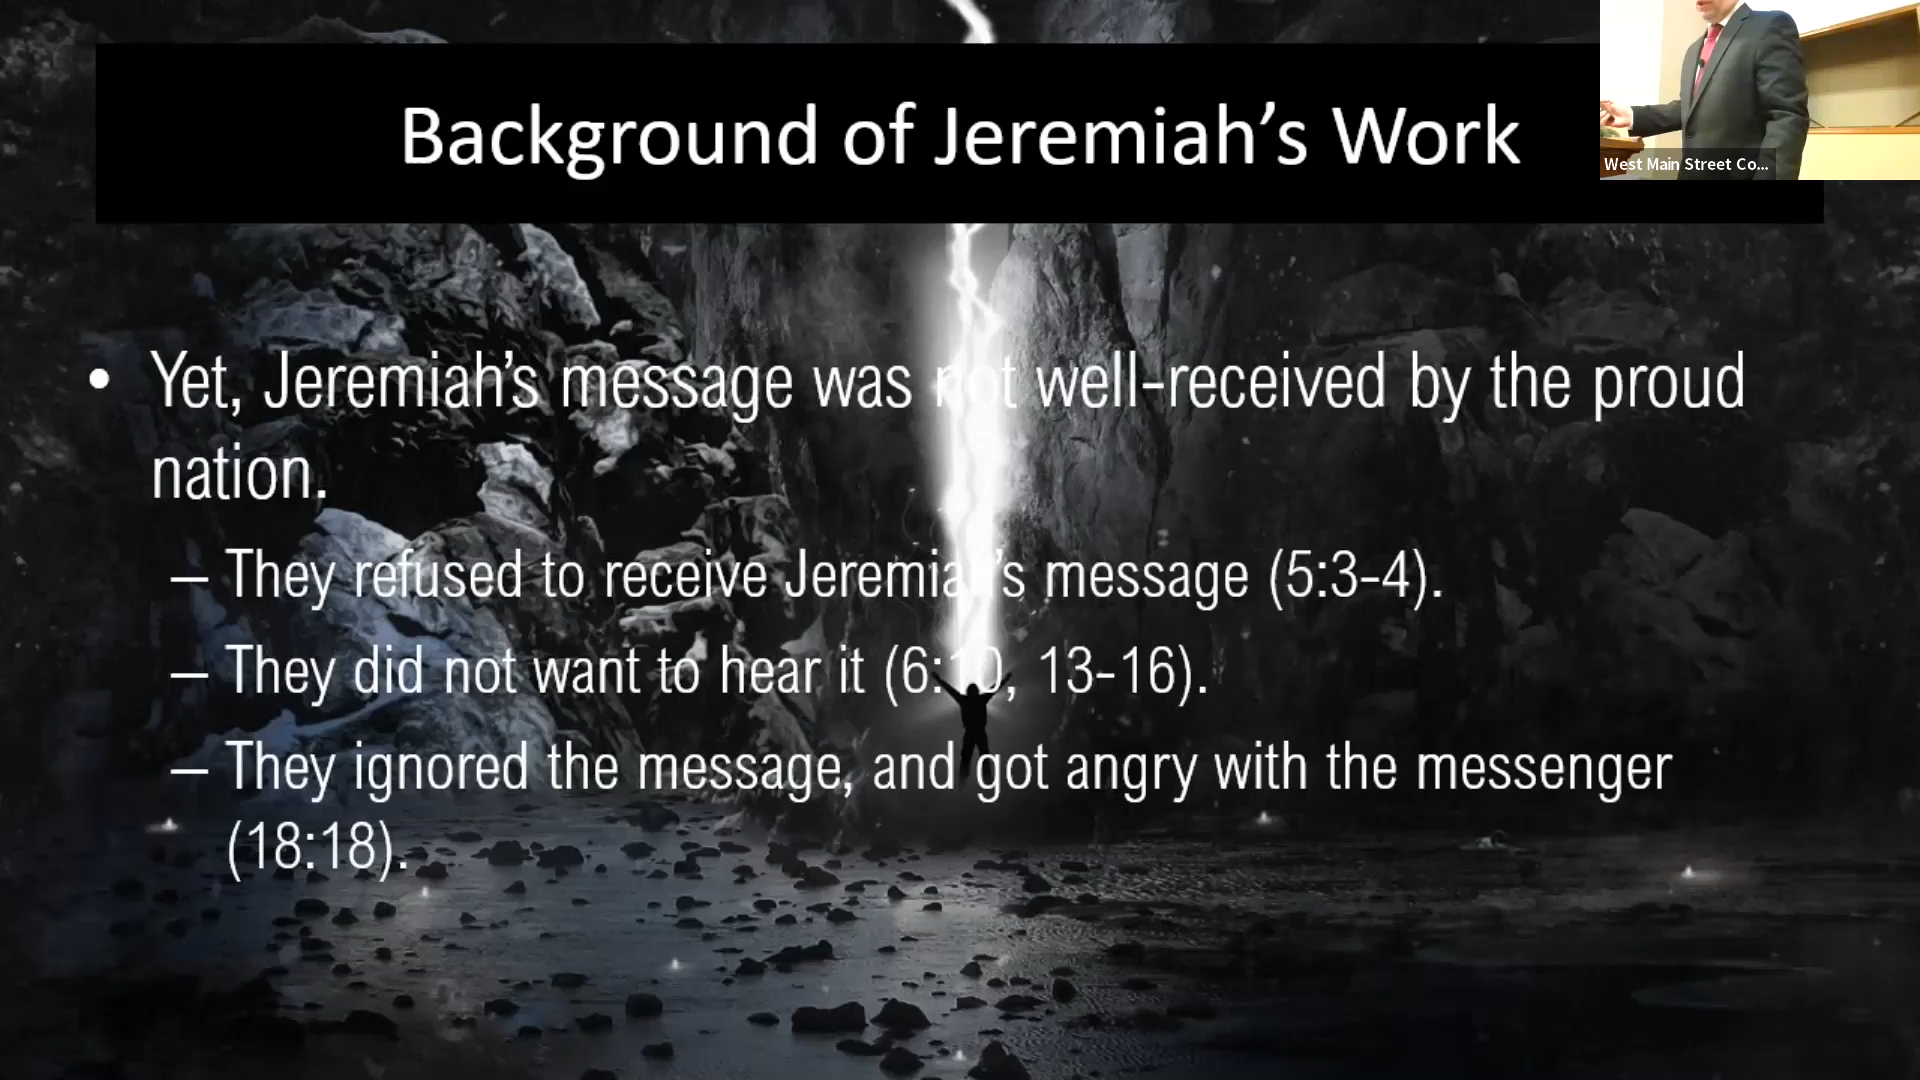 Background of Jeremiah’s Work
West Main Street Co...
• Yet, Jeremiah’s message was not well-received by the proud
nation.
– They refused to receive Jeremiah’s message (5:3-4).
– They did not want to hear it (6:10, 13-16).
– They ignored the message, and got angry with the messenger
(18:18).